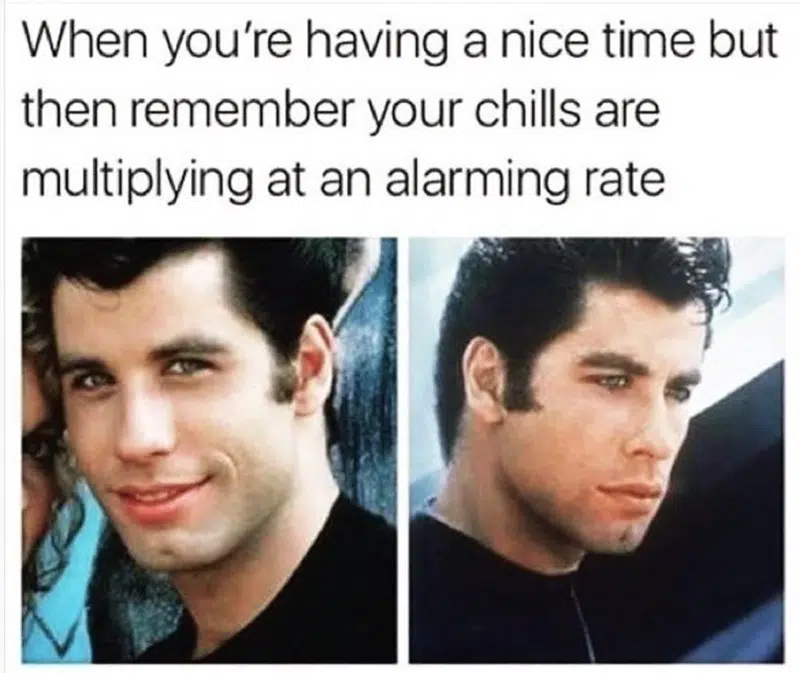 When you're having a nice time but
then remember your chills are
multiplying at an alarming rate